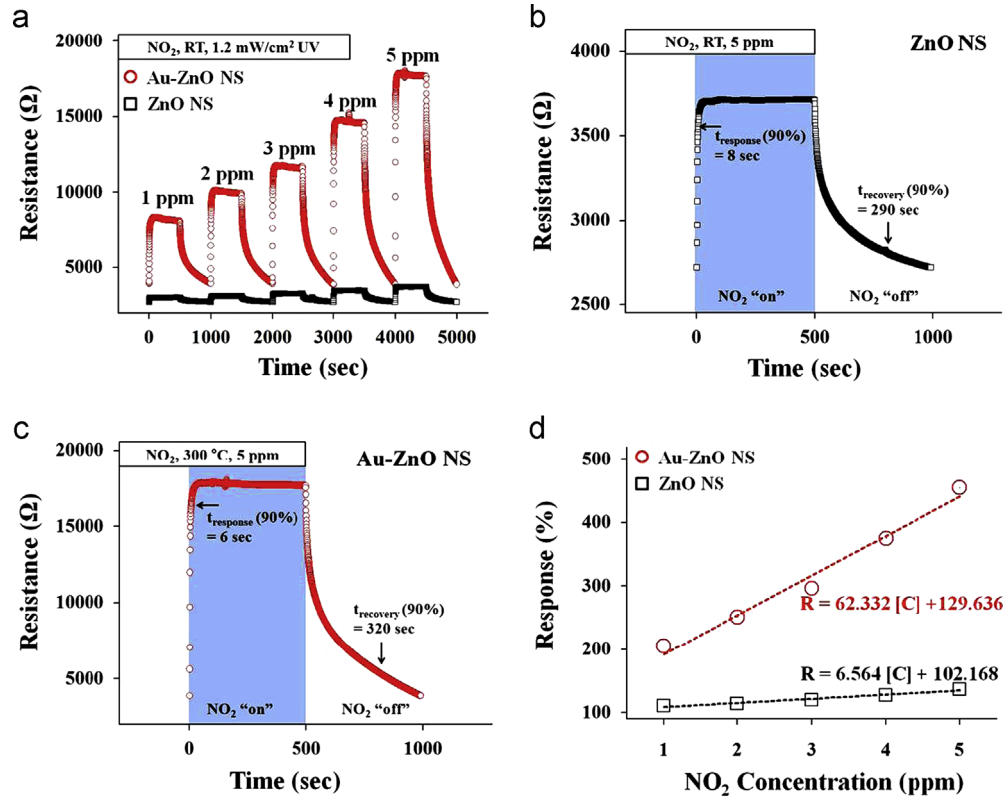 a
NO₂, RT, 1.2 mW/cm² UV
Au-ZnO NS
ZnO NS
1 ppm
2 ppm
3 ppm
4 ppm
5 ppm
20000
15000
10000
5000
Resistance (Ω)
0 1000 2000 3000 4000 5000
Time (sec)
b
NO₂, RT, 5 ppm
ZnO NS
4000
3500
3000
2500
Resistance (Ω)
t response (90%)
= 8 sec
t recovery (90%)
= 290 sec
NO₂ “on”
NO₂ “off”
0 500 1000
Time (sec)
c
NO₂, 300 °C, 5 ppm
Au-ZnO NS
20000
15000
10000
5000
Resistance (Ω)
t response (90%)
= 6 sec
t recovery (90%)
= 320 sec
NO₂ “on”
NO₂ “off”
0 500 1000
Time (sec)
d
Au-ZnO NS
ZnO NS
500
400
300
200
100
Response (%)
R = 62.332 [C] +129.636
R = 6.564 [C] + 102.168
1 2 3 4 5
NO₂ Concentration (ppm)